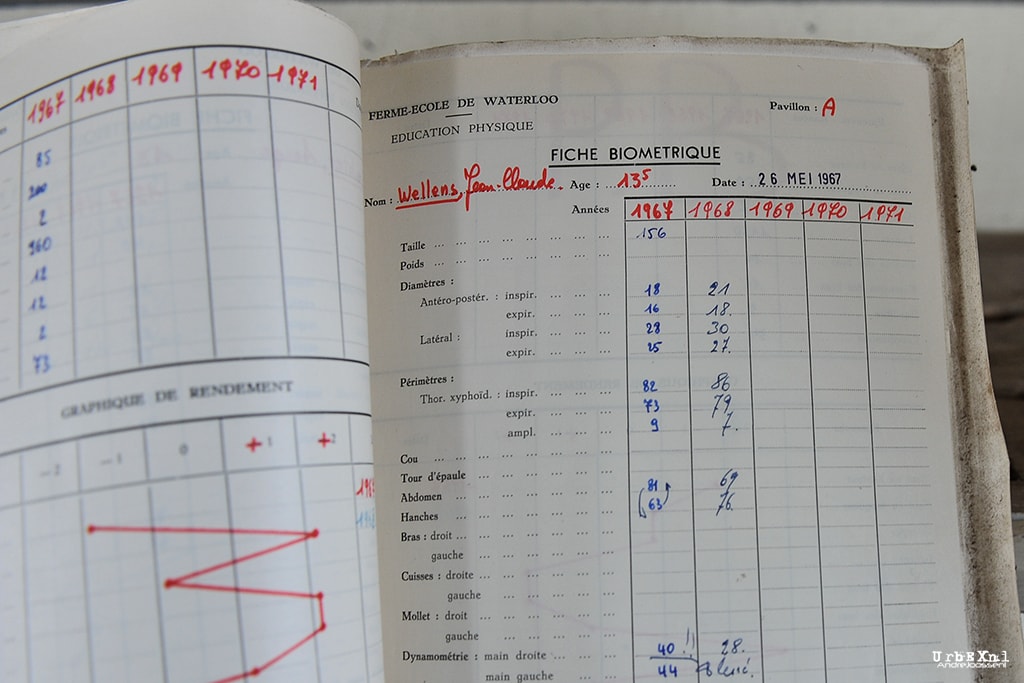 1967 1968 1969 1970 1971
85
200
2
260
12
12
2
73
GRAPHIQUE DE RENDEMENT
— 2 — 1 0 + 1 + 2
FERME-ECOLE DE WATERLOO
Pavillon : A
EDUCATION PHYSIQUE
FICHE BIOMETRIQUE
Nom : Wellens, Jean-Claude. Age : 13⁵ Date : 26 MEI 1967
Années 1967 1968 1969 1970 1971
Taille ... ... ... ... ... ... ... 156
Poids ... ... ... ... ... ... ...
Diamètres :
Antéro-postér. : inspir. ... ... ... 18 21
expir. ... ... ... 16 18.
Latéral : inspir. ... ... ... 28 30
expir. ... ... ... 25 27.
Périmètres :
Thor. xyphoïd. : inspir. ... ... ... 82 86
expir. ... ... ... 73 79
ampl. ... ... ... 9 7.
Cou ... ... ... ... ... ... ...
Tour d'épaule ... ... ... ... ... ...
Abdomen ... ... ... ... ... ... 81 69
Hanches ... ... ... ... ... ... 63 76.
Bras : droit ... ... ... ... ... ...
gauche ... ... ... ... ...
Cuisses : droite ... ... ... ... ...
gauche ... ... ... ...
Mollet : droit ... ... ... ... ...
gauche ... ... ... ...
Dynamométrie : main droite ... ... ... 40 !! 28.
main gauche ... ... ... 44 blessé.
UrbEXnl
AndreJoosse.nl